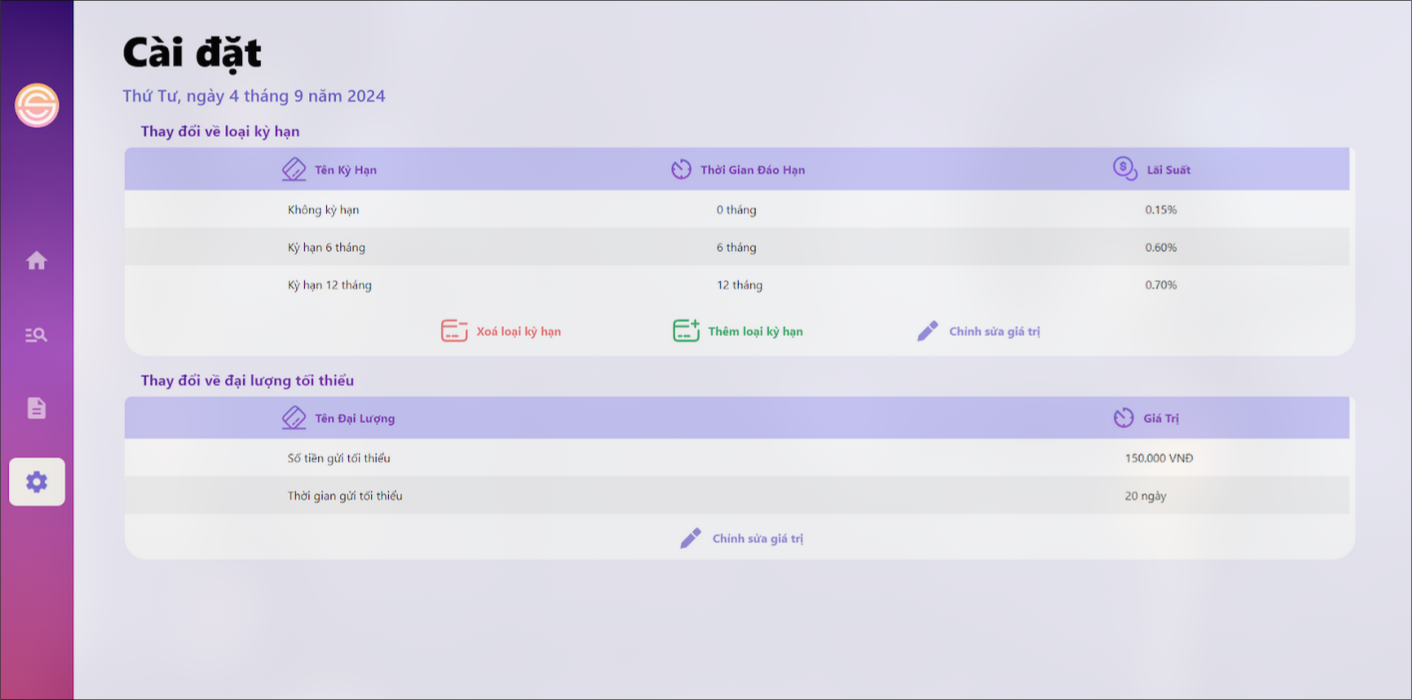 Cài đặt
Thứ Tư, ngày 4 tháng 9 năm 2024
Thay đổi về loại kỳ hạn
Tên Kỳ Hạn Thời Gian Đáo Hạn Lãi Suất
Không kỳ hạn 0 tháng 0.15%
Kỳ hạn 6 tháng 6 tháng 0.60%
Kỳ hạn 12 tháng 12 tháng 0.70%
Xoá loại kỳ hạn Thêm loại kỳ hạn Chỉnh sửa giá trị
Thay đổi về đại lượng tối thiểu
Tên Đại Lượng Giá Trị
Số tiền gửi tối thiểu 150.000 VNĐ
Thời gian gửi tối thiểu 20 ngày
Chỉnh sửa giá trị